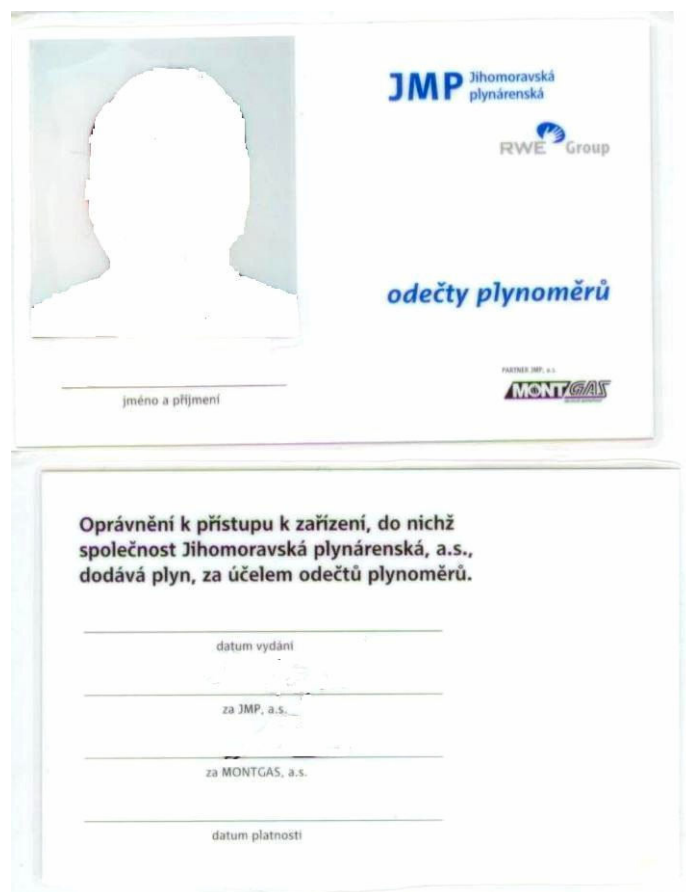 JMP Jihomoravská
plynárenská
RWE Group
odečty plynoměrů
PARTNER JMP, a.s.
MONTGAS
jméno a příjmení
Oprávnění k přístupu k zařízení, do nichž
společnost Jihomoravská plynárenská, a.s.,
dodává plyn, za účelem odečtů plynoměrů.
datum vydání
za JMP, a.s.
za MONTGAS, a.s.
datum platnosti